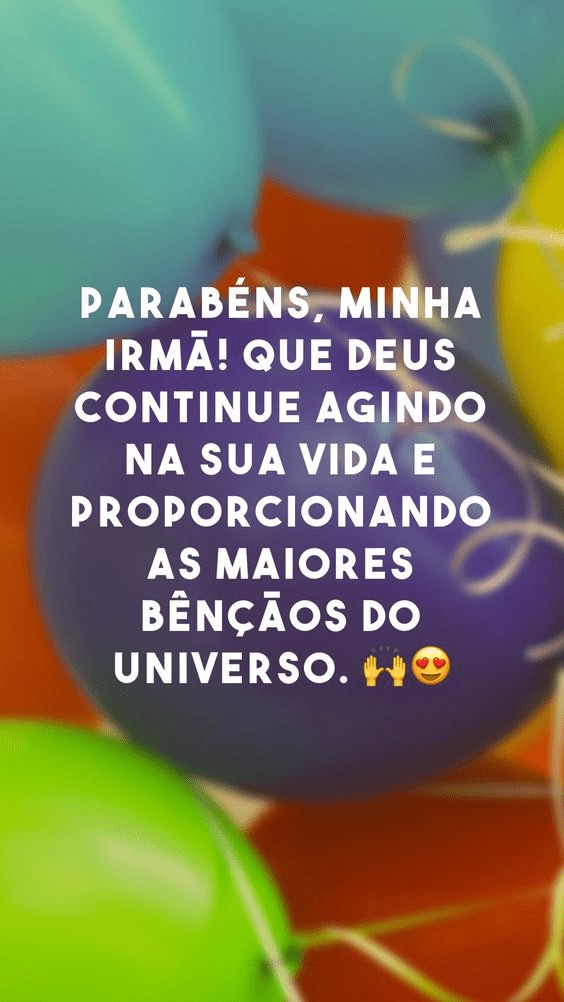 PARABÉNS, MINHA
IRMÃ! QUE DEUS
CONTINUE AGINDO
NA SUA VIDA E
PROPORCIONANDO
AS MAIORES
BÊNÇÃOS DO
UNIVERSO. 🙌😍